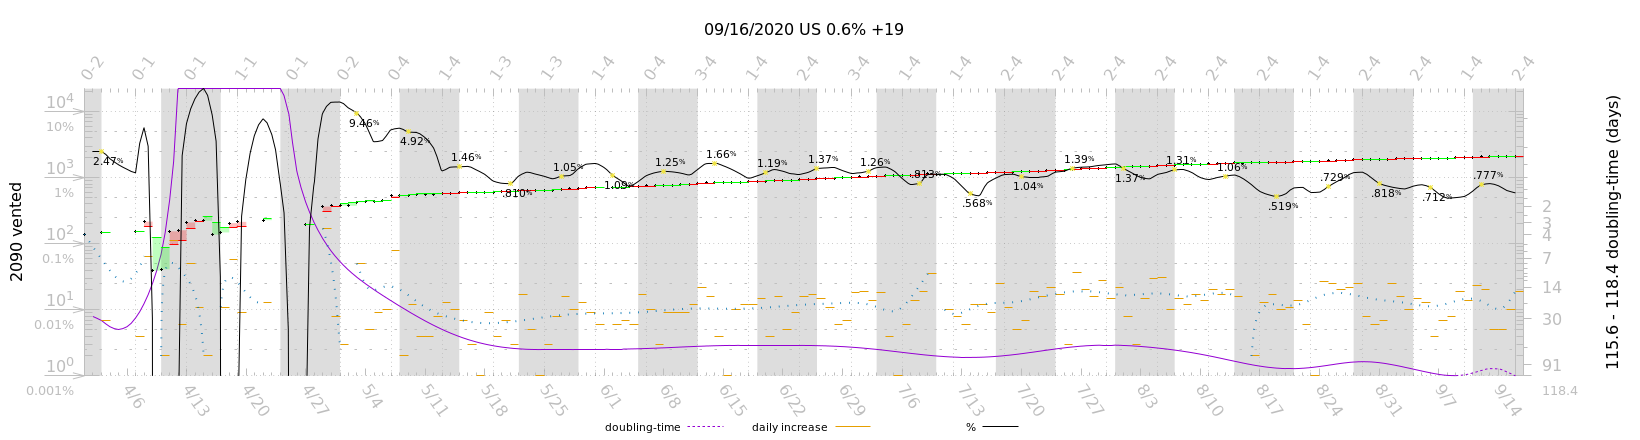 09/16/2020 US 0.6% +19
0-2 0-1 0-1 1-1 0-1 0-2 0-4 1-4 1-3 1-3 1-4 0-4 3-4 1-4 2-4 3-4 1-4 1-4 2-4 2-4 2-4 2-4 2-4 1-4 2-4 2-4 1-4 2-4
10^4
10%
10^3
1%
10^2
0.1%
10^1
0.01%
10^0
0.001%
2090 vented
2.47% 9.46% 4.92% 1.46% .810% 1.05% 1.09% 1.25% 1.66% 1.19% 1.37% 1.26% .813% .568% 1.04% 1.39% 1.37% 1.31% 1.06% .519% .729% .818% .712% .777%
2
3
4
7
14
30
91
118.4
115.6 - 118.4 doubling-time (days)
4/6 4/13 4/20 4/27 5/4 5/11 5/18 5/25 6/1 6/8 6/15 6/22 6/29 7/6 7/13 7/20 7/27 8/3 8/10 8/17 8/24 8/31 9/7 9/14
doubling-time daily increase %